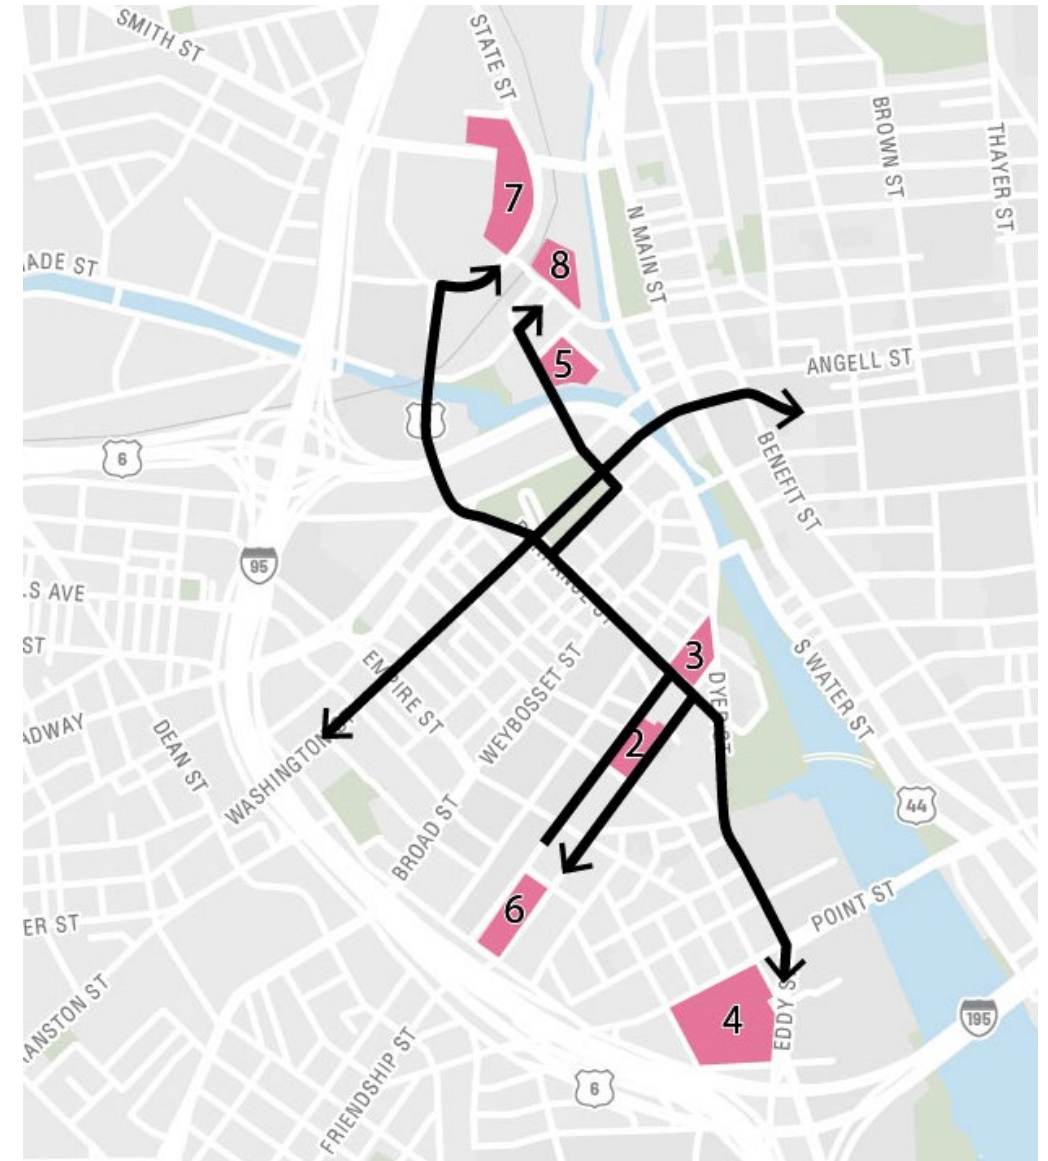 SMITH ST
STATE ST
BROWN ST
THAYER ST
7
N MAIN ST
8
ADE ST
ANGELL ST
5
6
BENEFIT ST
95
S AVE
ST
3
S WATER ST
EMPIRE ST
WEYBOSSET ST
DYER ST
ADWAY
DEAN ST
2
WASHINGTON
44
BROAD ST
POINT ST
6
ER ST
4
EDDY S
195
ANSTON ST
FRIENDSHIP ST
6